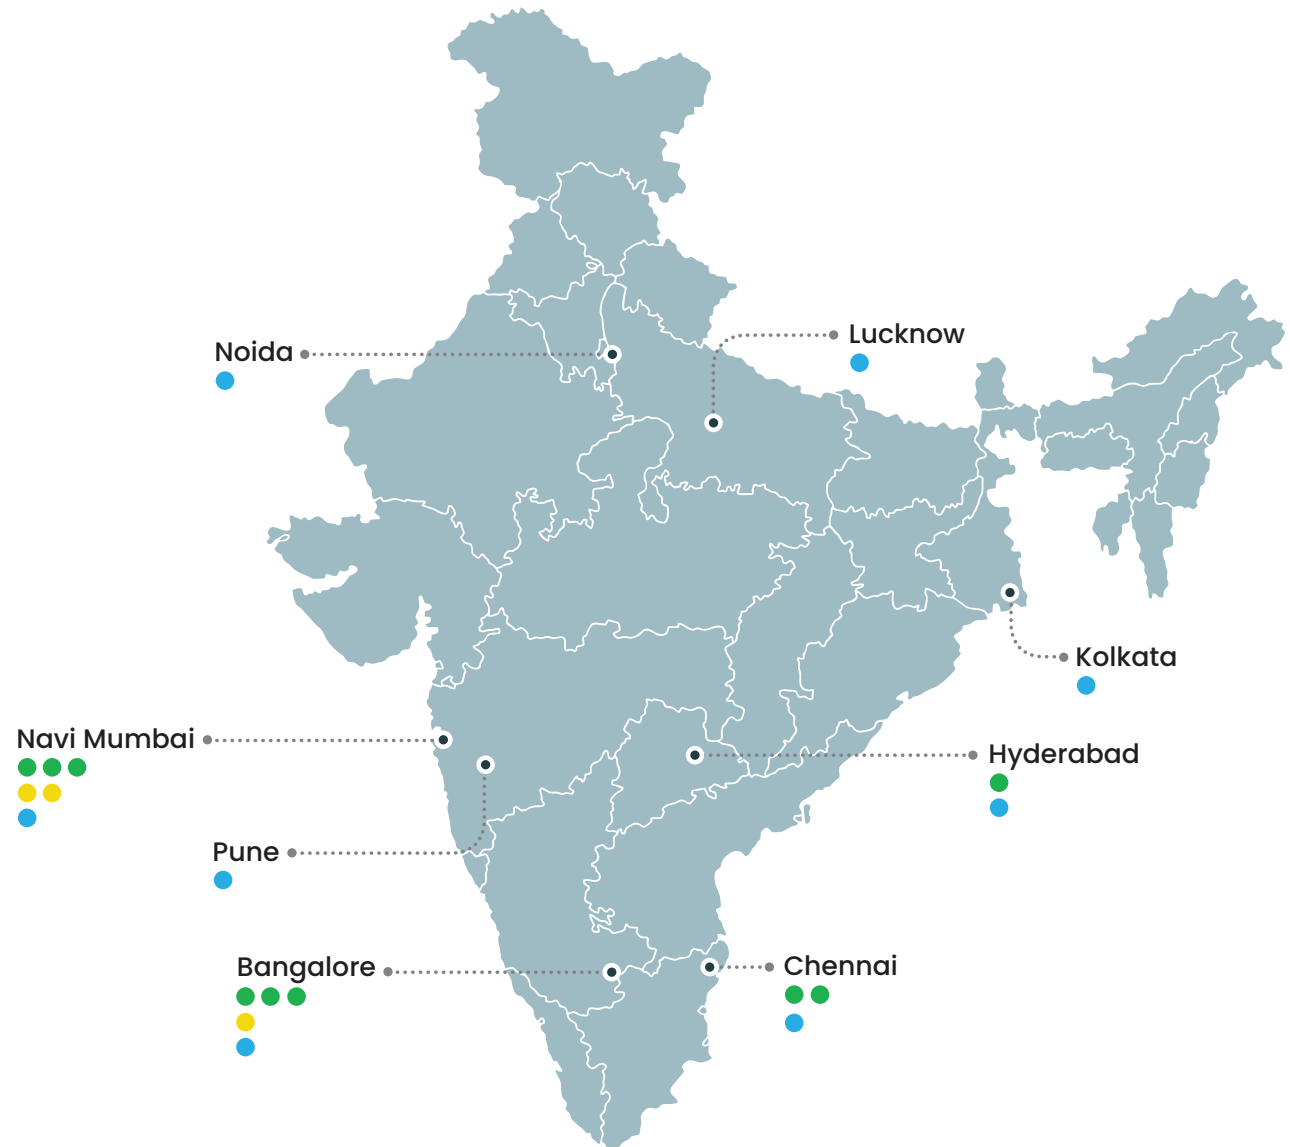 Lucknow
Noida
Kolkata
Navi Mumbai
Hyderabad
Pune
Bangalore
Chennai